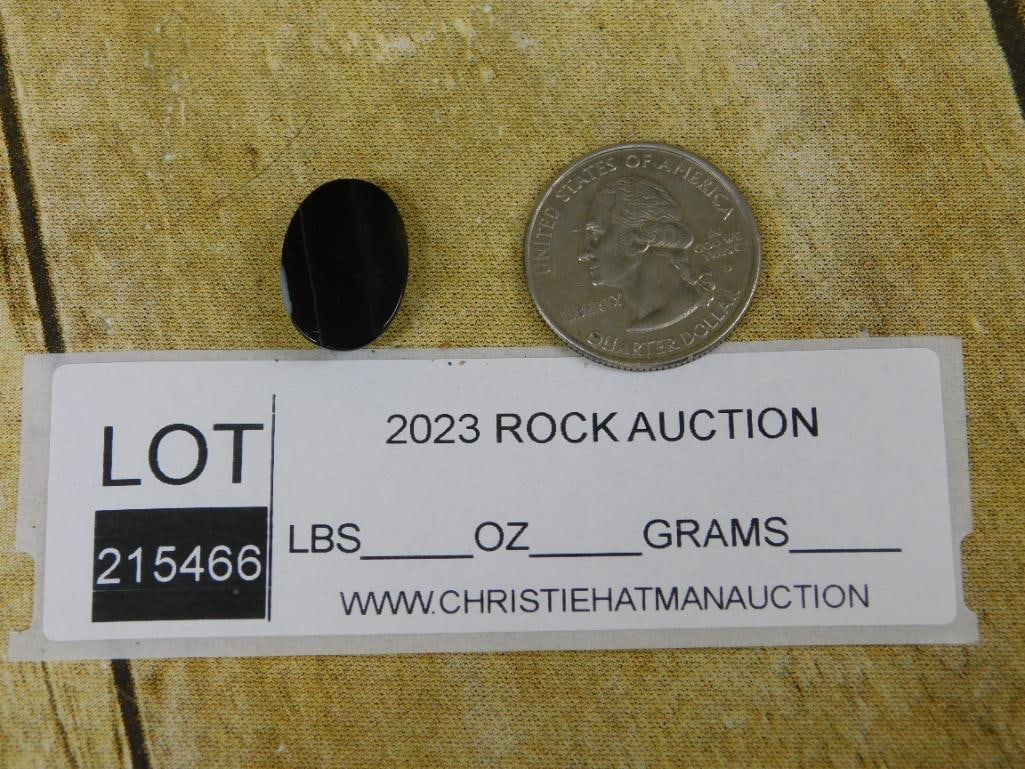 UNITED STATES OF AMERICA
LIBERTY
IN
GOD WE
TRUST
QUARTER DOLLAR
LOT
215466
2023 ROCK AUCTION
LBS_____OZ_____GRAMS_____
WWW.CHRISTIEHATMANAUCTION